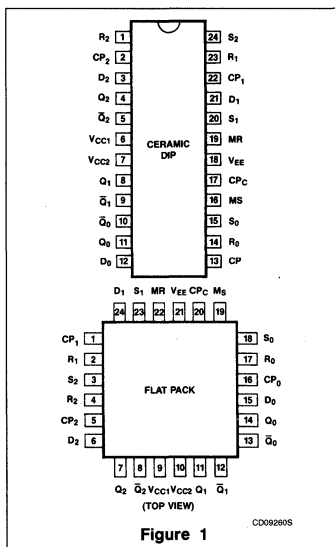 R2 1 24 S2
CP2 2 23 R1
D2 3 22 CP1
Q2 4 21 D1
Q̅2 5 20 S1
VCC1 6 CERAMIC DIP 19 MR
VCC2 7 18 VEE
Q1 8 17 CPC
Q̅1 9 16 MS
Q̅0 10 15 S0
Q0 11 14 R0
D0 12 13 CP
D1 S1 MR VEE CPC MS
24 23 22 21 20 19
CP1 1 18 S0
R1 2 17 R0
S2 3 FLAT PACK 16 CP0
R2 4 15 D0
CP2 5 14 Q0
D2 6 13 Q̅0
7 8 9 10 11 12
Q2 Q̅2 VCC1 VCC2 Q1 Q̅1
(TOP VIEW)
CD09260S
Figure 1